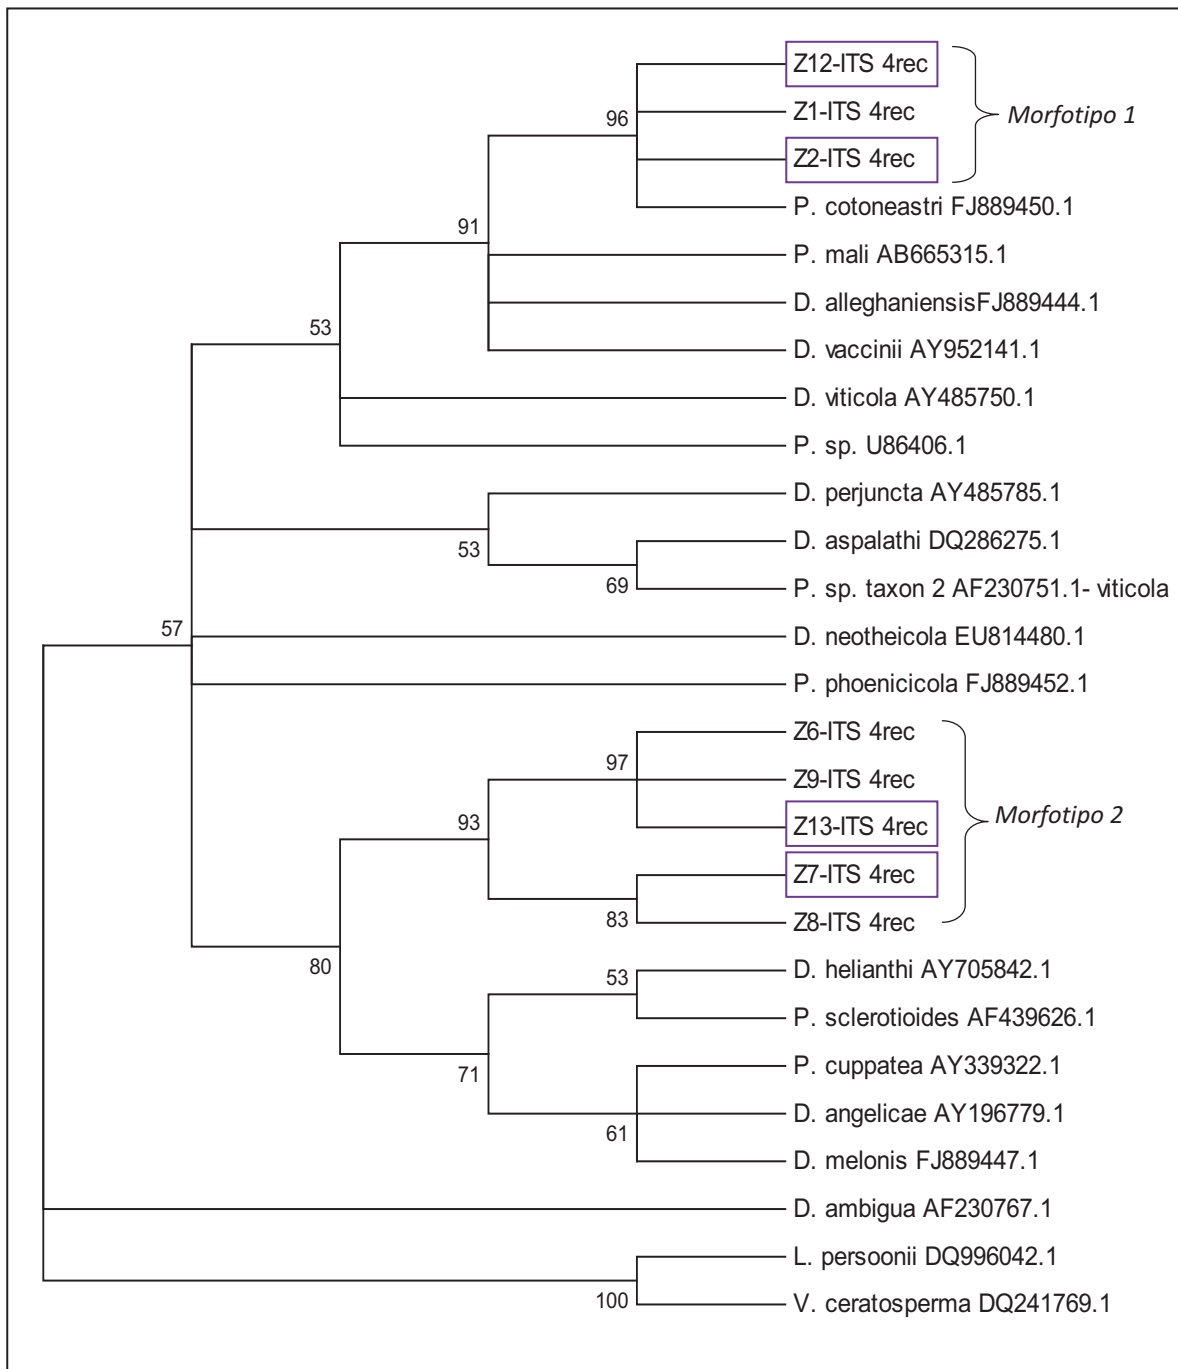 Z12-ITS 4rec
Z1-ITS 4rec
96
Morfotipo 1
Z2-ITS 4rec
P. cotoneastri FJ889450.1
91
P. mali AB665315.1
D. alleghaniensisFJ889444.1
53
D. vaccinii AY952141.1
D. viticola AY485750.1
P. sp. U86406.1
D. perjuncta AY485785.1
53
D. aspalathi DQ286275.1
69
P. sp. taxon 2 AF230751.1- viticola
57
D. neotheicola EU814480.1
P. phoenicicola FJ889452.1
Z6-ITS 4rec
97
Z9-ITS 4rec
93
Z13-ITS 4rec
Morfotipo 2
Z7-ITS 4rec
83
Z8-ITS 4rec
80
D. helianthi AY705842.1
53
P. sclerotioides AF439626.1
71
P. cuppatea AY339322.1
D. angelicae AY196779.1
61
D. melonis FJ889447.1
D. ambigua AF230767.1
L. persoonii DQ996042.1
100
V. ceratosperma DQ241769.1